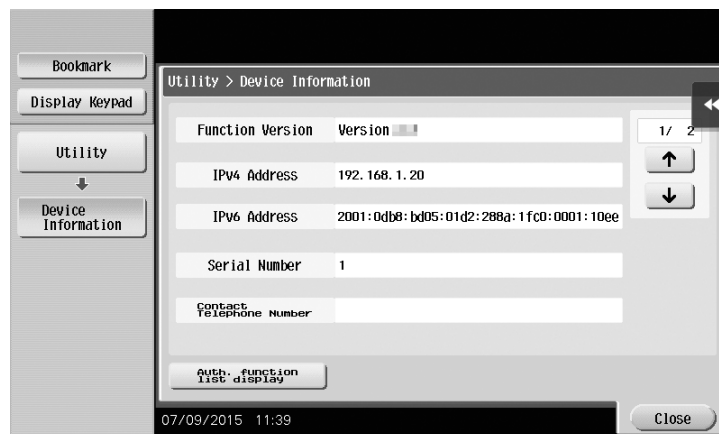 Bookmark
Display Keypad
Utility
Device
Information
Utility > Device Information
Function Version Version
1/ 2
IPv4 Address 192.168.1.20
IPv6 Address 2001:0db8:bd05:01d2:288a:1fc0:0001:10ee
Serial Number 1
Contact
Telephone Number
Auth. function
list display
07/09/2015 11:39
Close